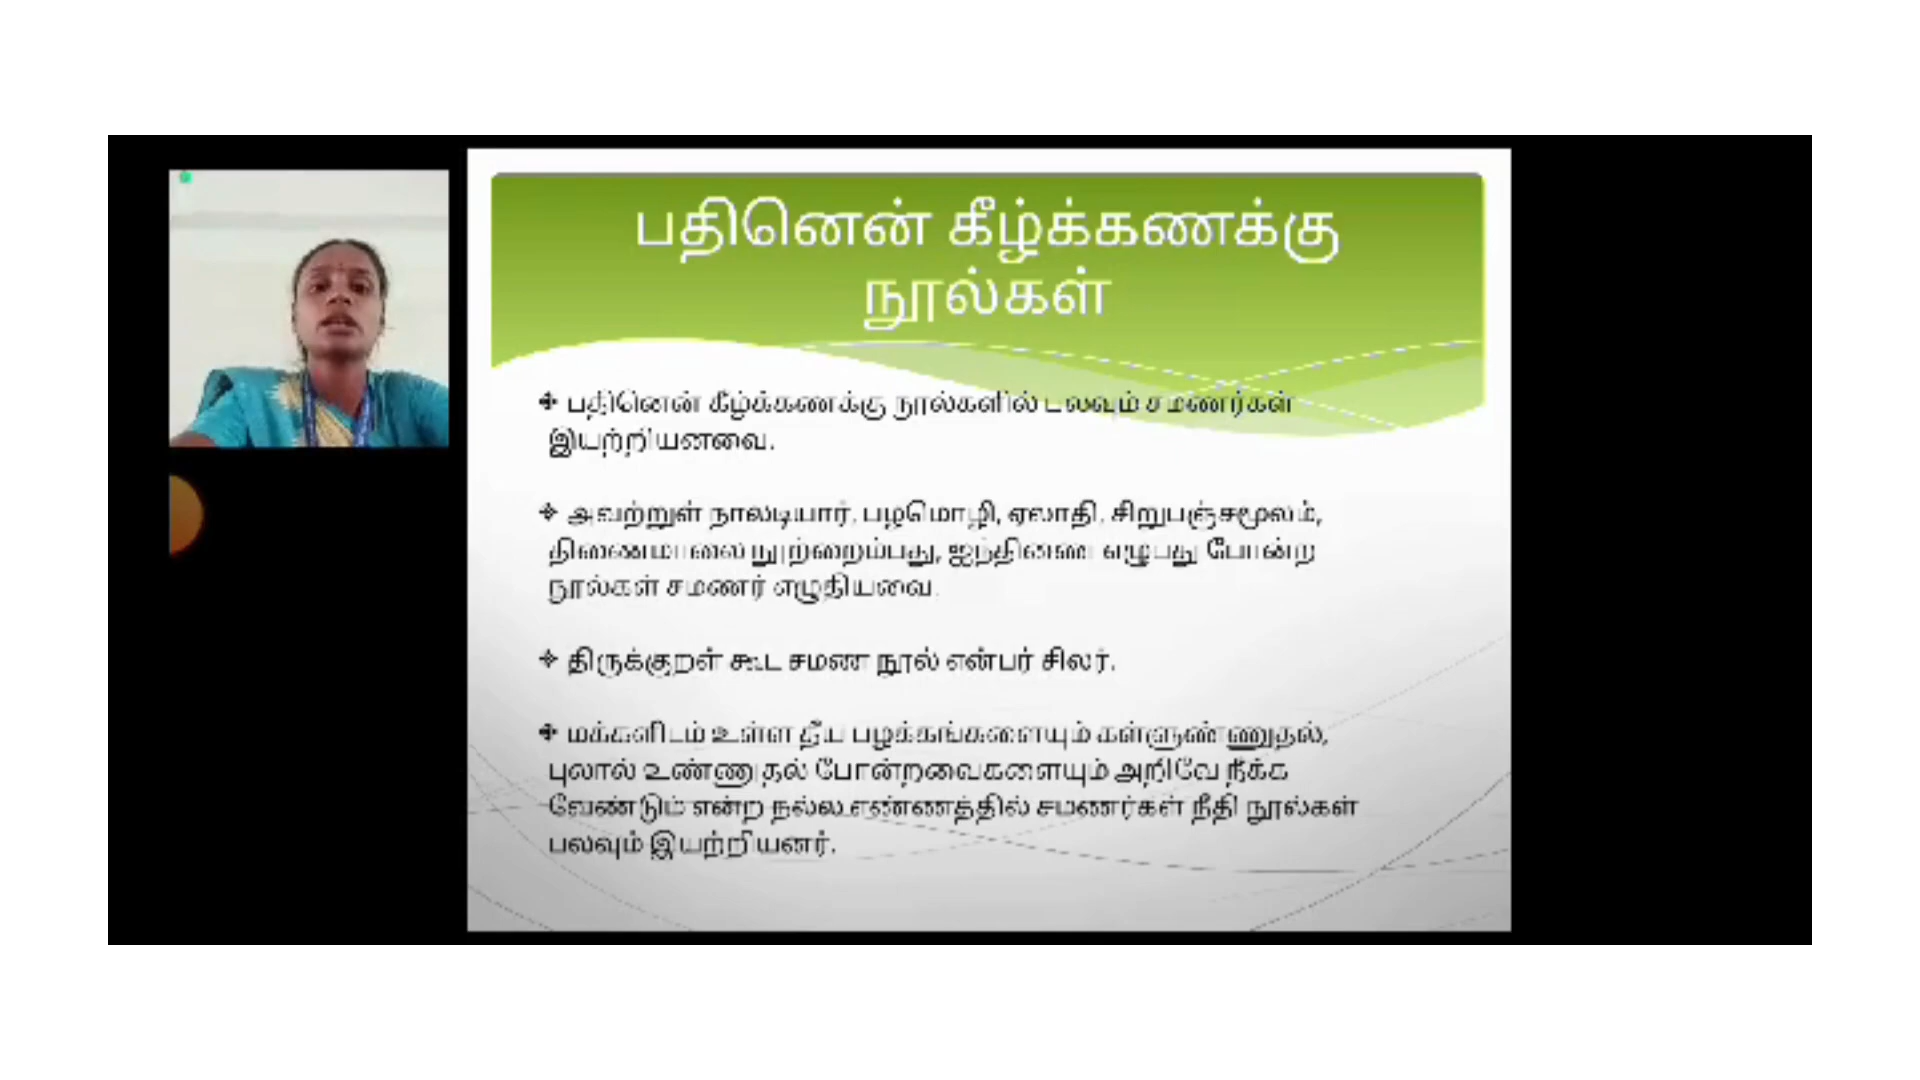 பதினென் கீழ்க்கணக்கு
நூல்கள்
பதினென் கீழ்க்கணக்கு நூல்களில் பலவும் சமணர்கள்
இயற்றியனவை.
அவற்றுள் நாலடியார், பழமொழி, ஏலாதி, சிறுபஞ்சமூலம்,
திணைமாலை நூற்றைம்பது, ஐந்திணை எழுபது போன்ற
நூல்கள் சமணர் எழுதியவை.
திருக்குறள் கூட சமண நூல் என்பர் சிலர்.
மக்களிடம் உள்ள தீய பழக்கங்களையும் கள்ளுண்ணுதல்,
புலால் உண்ணுதல் போன்றவைகளையும் அறிவே நீக்க
வேண்டும் என்ற நல்ல எண்ணத்தில் சமணர்கள் நீதி நூல்கள்
பலவும் இயற்றியனர்.